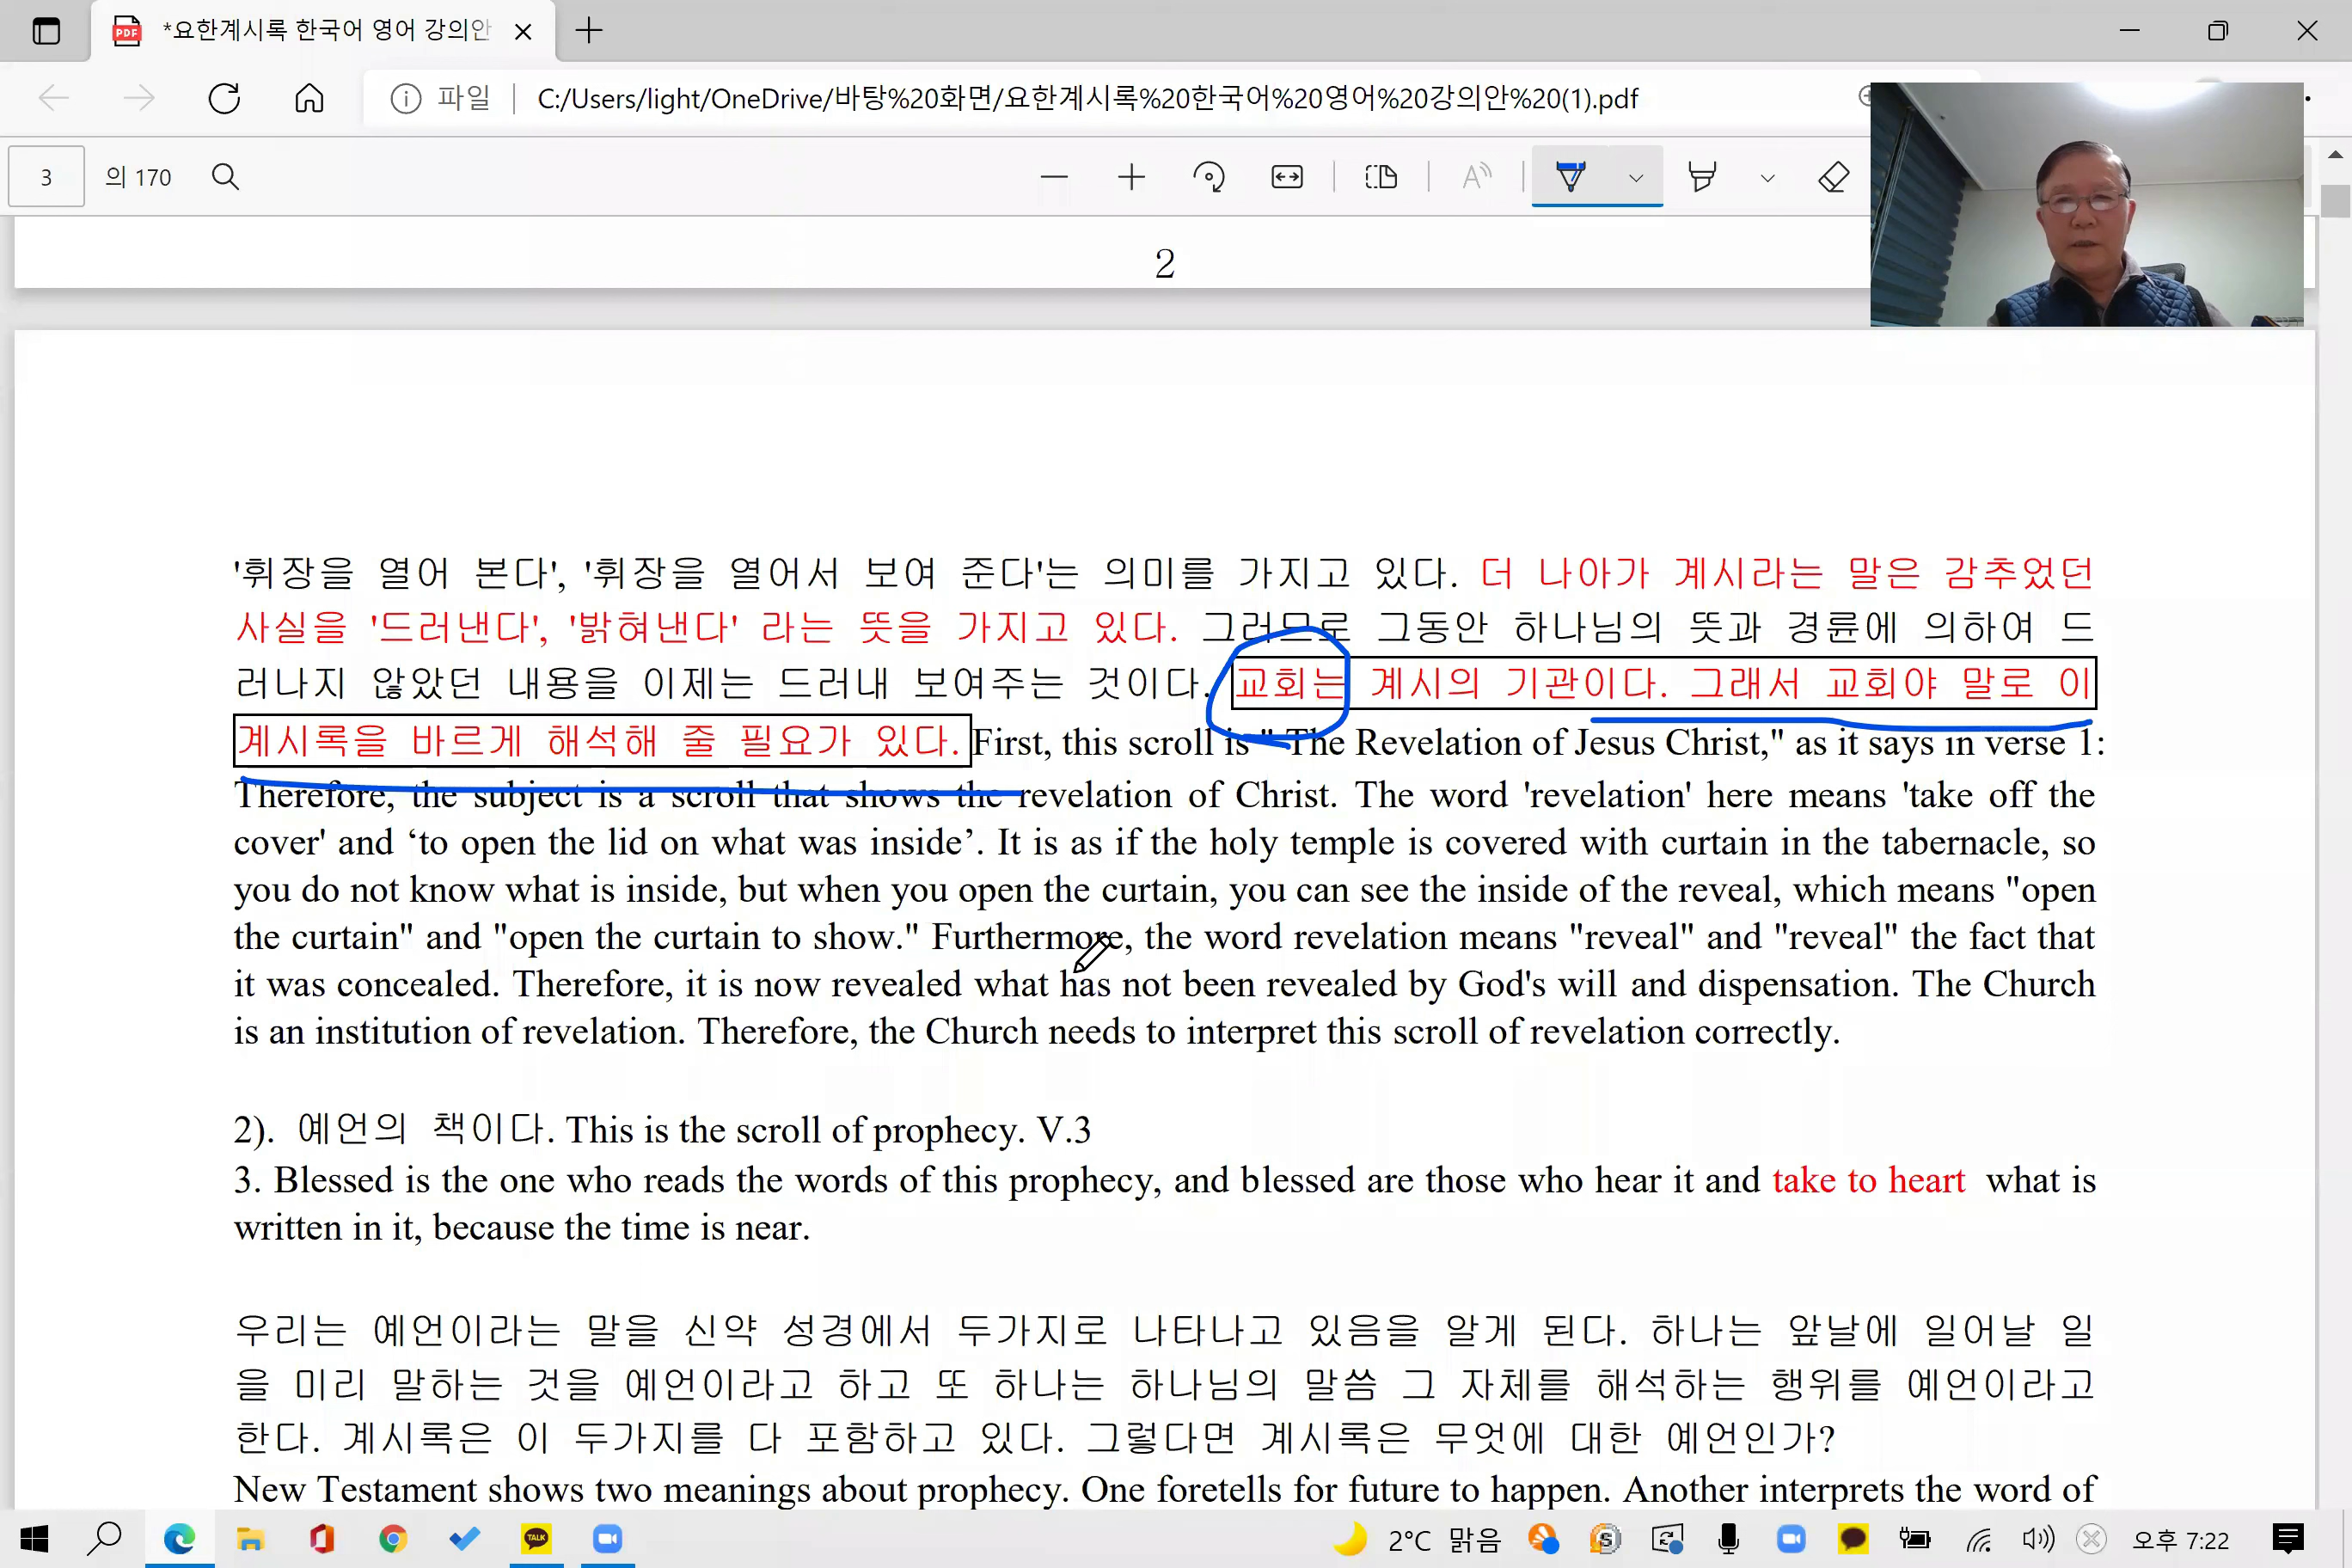 *요한계시록 한국어 영어 강의안
파일 C:/Users/light/OneDrive/바탕%20화면/요한계시록%20한국어%20영어%20강의안%20(1).pdf
3 의 170
2
'휘장을 열어 본다', '휘장을 열어서 보여 준다'는 의미를 가지고 있다. 더 나아가 계시라는 말은 감추었던
사실을 '드러낸다', '밝혀낸다' 라는 뜻을 가지고 있다. 그러므로 그동안 하나님의 뜻과 경륜에 의하여 드
러나지 않았던 내용을 이제는 드러내 보여주는 것이다. 교회는 계시의 기관이다. 그래서 교회야 말로 이
계시록을 바르게 해석해 줄 필요가 있다. First, this scroll is " The Revelation of Jesus Christ," as it says in verse 1:
Therefore, the subject is a scroll that shows the revelation of Christ. The word 'revelation' here means 'take off the
cover' and ‘to open the lid on what was inside’. It is as if the holy temple is covered with curtain in the tabernacle, so
you do not know what is inside, but when you open the curtain, you can see the inside of the reveal, which means "open
the curtain" and "open the curtain to show." Furthermore, the word revelation means "reveal" and "reveal" the fact that
it was concealed. Therefore, it is now revealed what has not been revealed by God's will and dispensation. The Church
is an institution of revelation. Therefore, the Church needs to interpret this scroll of revelation correctly.
2). 예언의 책이다. This is the scroll of prophecy. V.3
3. Blessed is the one who reads the words of this prophecy, and blessed are those who hear it and take to heart what is
written in it, because the time is near.
우리는 예언이라는 말을 신약 성경에서 두가지로 나타나고 있음을 알게 된다. 하나는 앞날에 일어날 일
을 미리 말하는 것을 예언이라고 하고 또 하나는 하나님의 말씀 그 자체를 해석하는 행위를 예언이라고
한다. 계시록은 이 두가지를 다 포함하고 있다. 그렇다면 계시록은 무엇에 대한 예언인가?
New Testament shows two meanings about prophecy. One foretells for future to happen. Another interprets the word of
TALK 2°C 맑음 오후 7:22